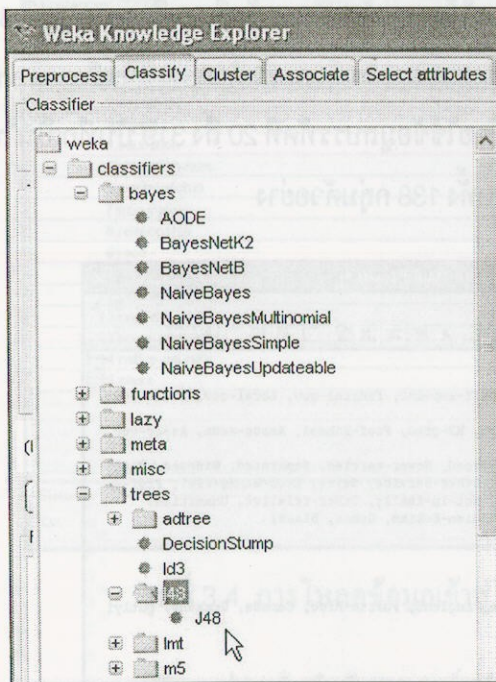 Weka Knowledge Explorer
Preprocess Classify Cluster Associate Select attributes
Classifier
weka
classifiers
bayes
AODE
BayesNetK2
BayesNetB
NaiveBayes
NaiveBayesMultinomial
NaiveBayesSimple
NaiveBayesUpdateable
functions
lazy
meta
misc
trees
adtree
DecisionStump
Id3
j48
J48
lmt
m5